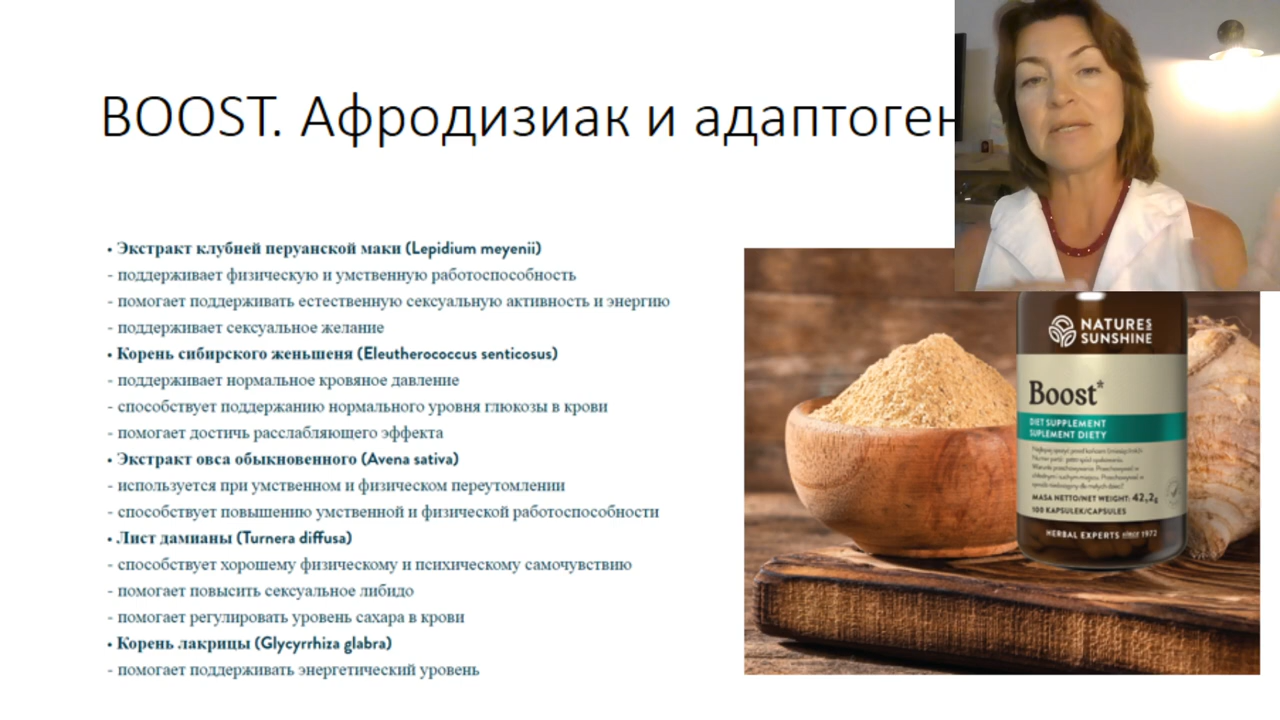 BOOST. Афродизиак и адаптоген
• Экстракт клубней перуанской маки (Lepidium meyenii)
- поддерживает физическую и умственную работоспособность
- помогает поддерживать естественную сексуальную активность и энергию
- поддерживает сексуальное желание
• Корень сибирского женьшеня (Eleutherococcus senticosus)
- поддерживает нормальное кровяное давление
- способствует поддержанию нормального уровня глюкозы в крови
- помогает достичь расслабляющего эффекта
• Экстракт овса обыкновенного (Avena sativa)
- используется при умственном и физическом переутомлении
- способствует повышению умственной и физической работоспособности
• Лист дамианы (Turnera diffusa)
- способствует хорошему физическому и психическому самочувствию
- помогает повысить сексуальное либидо
- помогает регулировать уровень сахара в крови
• Корень лакрицы (Glycyrrhiza glabra)
- помогает поддерживать энергетический уровень
NATURES
SUNSHINE
Boost*
DIET SUPPLEMENT
SUPLEMENT DIETY
MASA NETTO/NET WEIGHT: 42,2g
100 KAPSUŁEK/CAPSULES
HERBAL EXPERTS since 1972